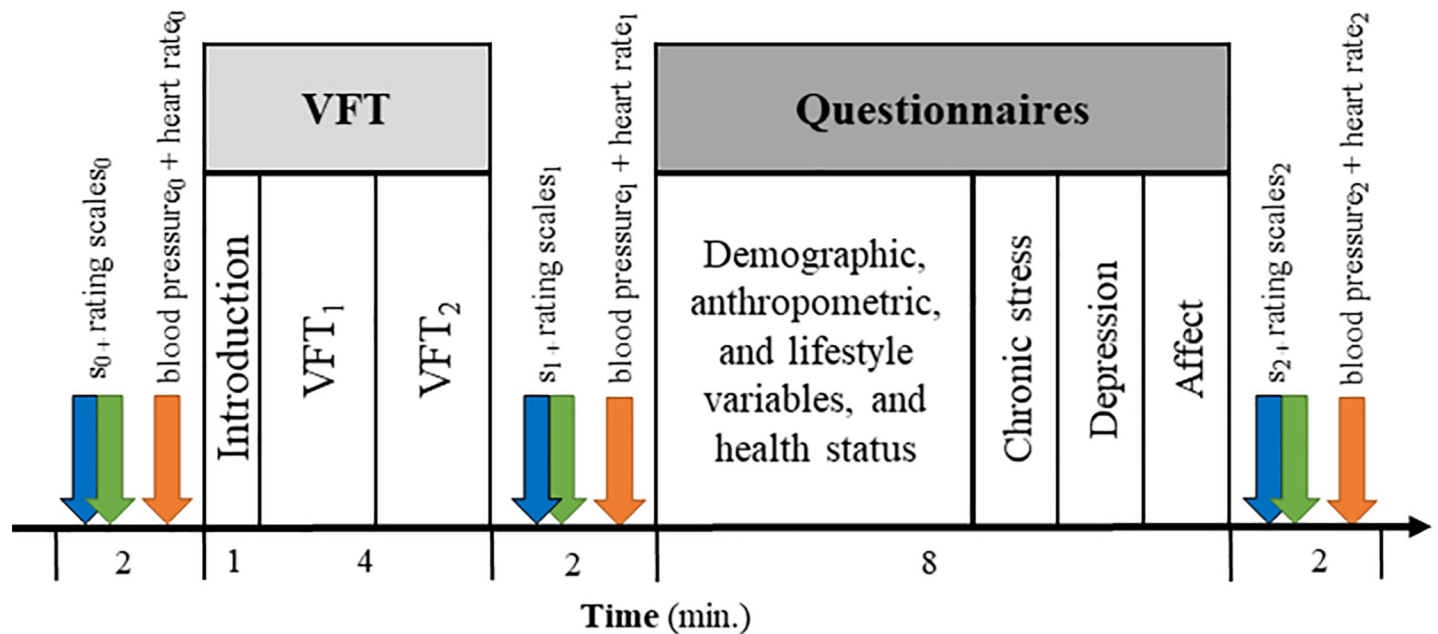 s₀ + rating scales₀
blood pressure₀ + heart rate₀
VFT
Introduction
VFT₁
VFT₂
s₁ + rating scales₁
blood pressure₁ + heart rate₁
Questionnaires
Demographic,
anthropometric,
and lifestyle
variables, and
health status
Chronic stress
Depression
Affect
s₂ + rating scales₂
blood pressure₂ + heart rate₂
2
1
4
2
8
2
Time (min.)